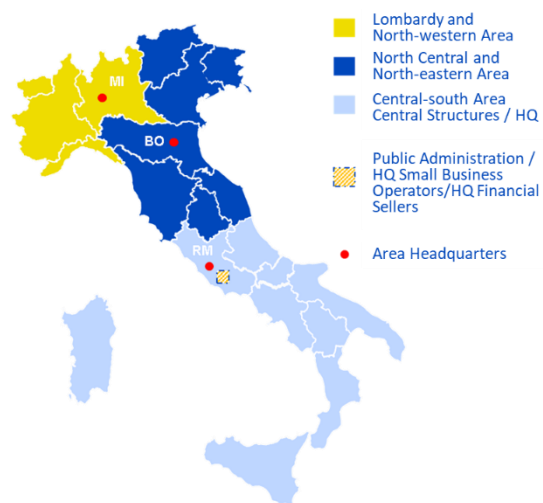 Lombardy and
North-western Area
North Central and
North-eastern Area
Central-south Area
Central Structures / HQ
Public Administration /
HQ Small Business
Operators/HQ Financial
Sellers
Area Headquarters
MI
BO
RM